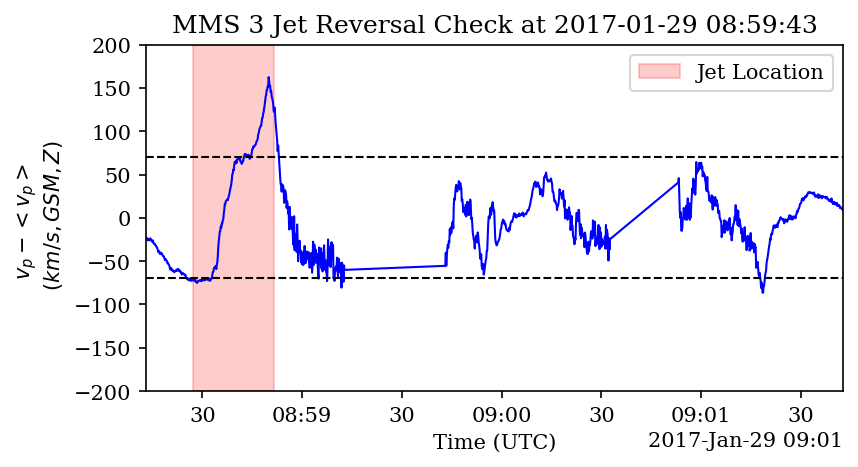 MMS 3 Jet Reversal Check at 2017-01-29 08:59:43
200
150
100
50
0
−50
−100
−150
−200
v_p − < v_p >
(km/s, GSM, Z)
Jet Location
30
08:59
30
09:00
30
09:01
30
Time (UTC)
2017-Jan-29 09:01